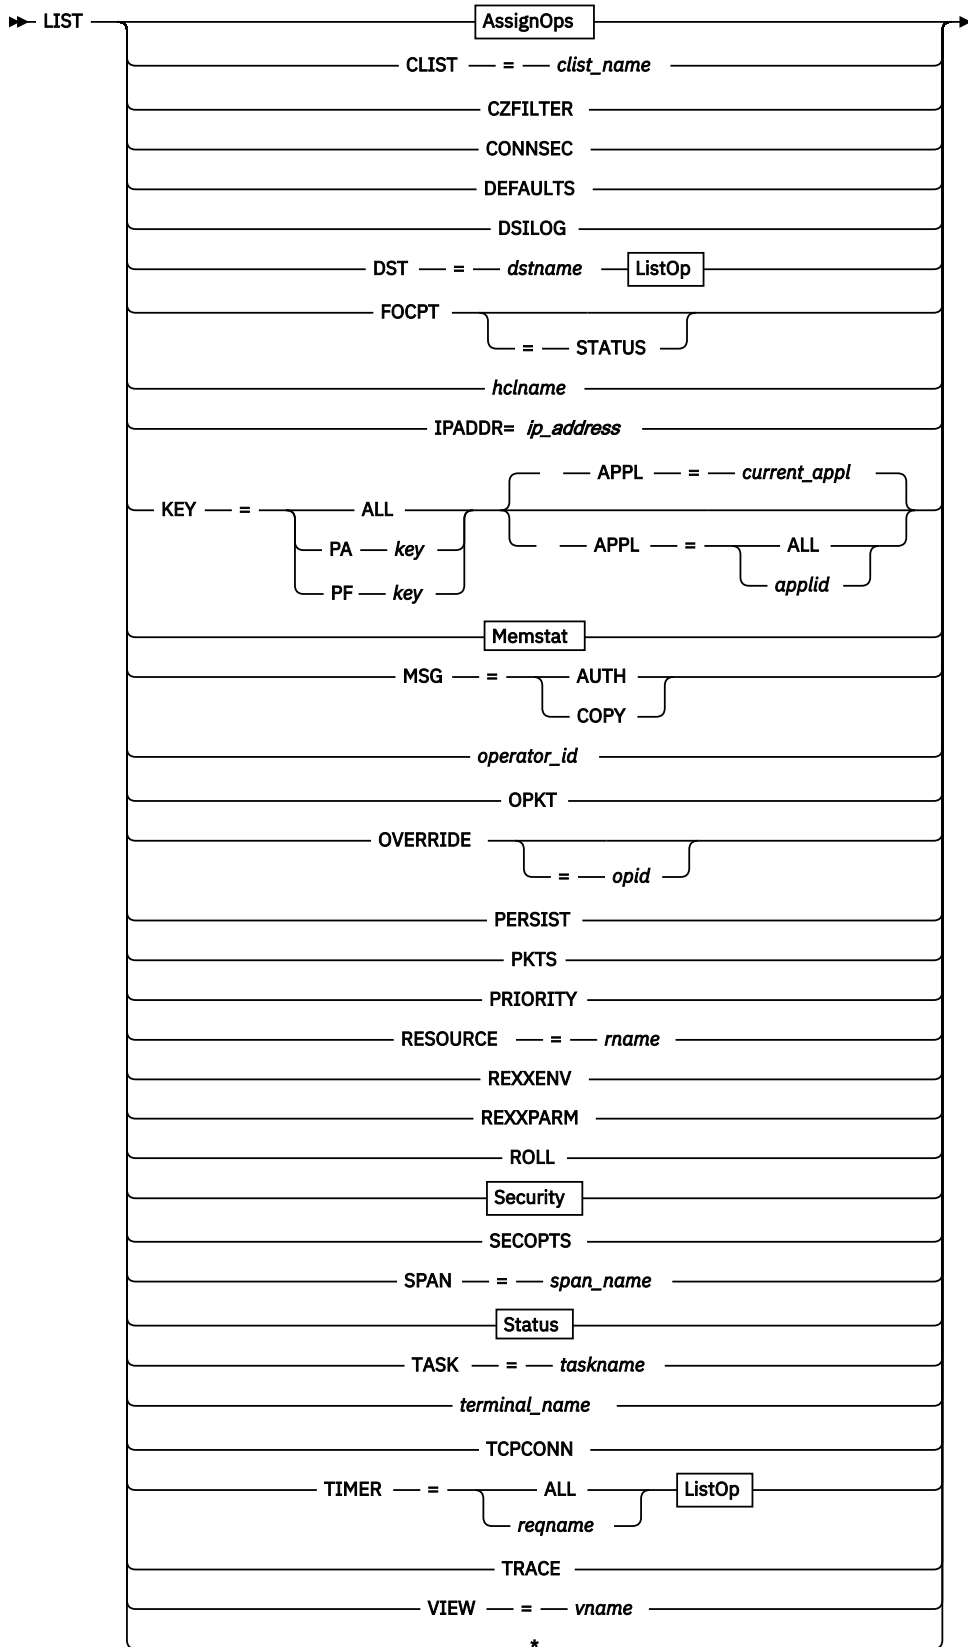 LIST AssignOps
CLIST = clist_name
CZFILTER
CONNSEC
DEFAULTS
DSILOG
DST = dstname ListOp
FOCPT
= STATUS
hclname
IPADDR= ip_address
APPL = current_appl
KEY = ALL
PA key APPL = ALL
PF key applid
Memstat
MSG = AUTH
COPY
operator_id
OPKT
OVERRIDE
= opid
PERSIST
PKTS
PRIORITY
RESOURCE = rname
REXXENV
REXXPARM
ROLL
Security
SECOPTS
SPAN = span_name
Status
TASK = taskname
terminal_name
TCPCONN
TIMER = ALL ListOp
reqname
TRACE
VIEW = vname
*